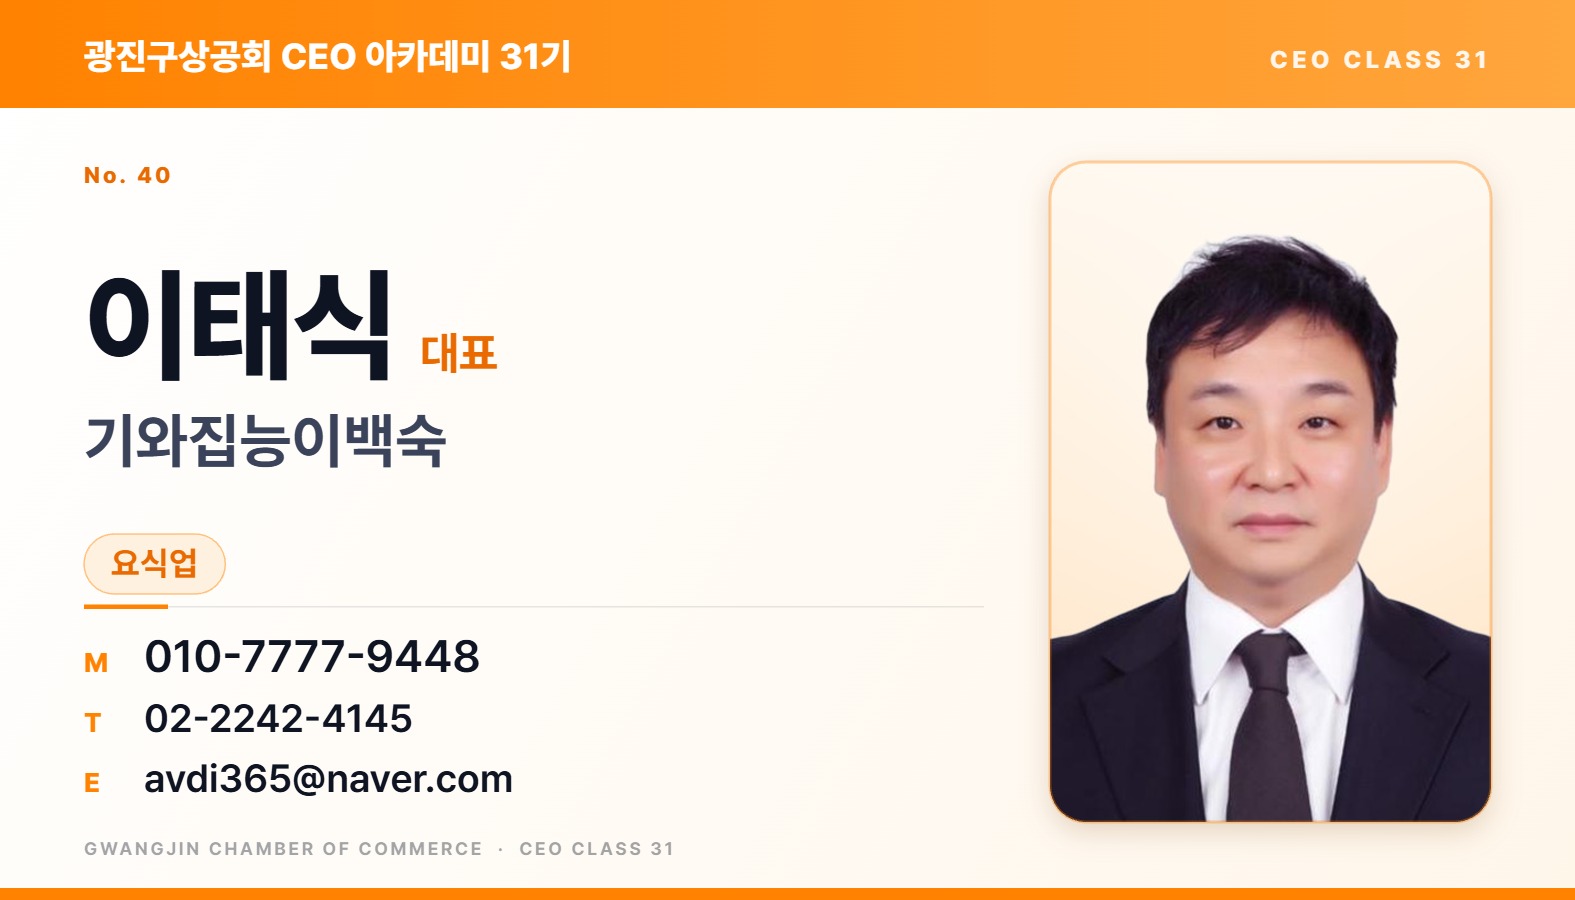 광진구상공회 CEO 아카데미 31기
CEO CLASS 31
No. 40
이태식 대표
기와집능이백숙
요식업
M 010-7777-9448
T 02-2242-4145
E avdi365@naver.com
GWANGJIN CHAMBER OF COMMERCE · CEO CLASS 31